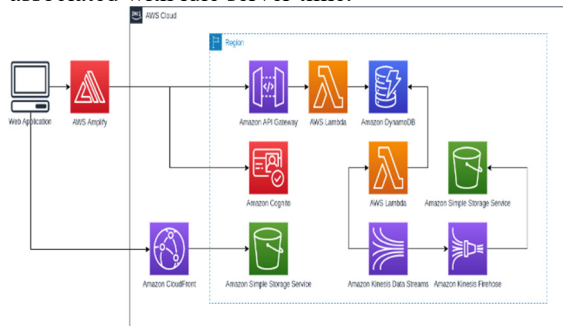 AWS Cloud
Region
Web Application
AWS Amplify
Amazon API Gateway
AWS Lambda
Amazon DynamoDB
Amazon Cognito
AWS Lambda
Amazon Simple Storage Service
Amazon CloudFront
Amazon Simple Storage Service
Amazon Kinesis Data Streams
Amazon Kinesis Firehose